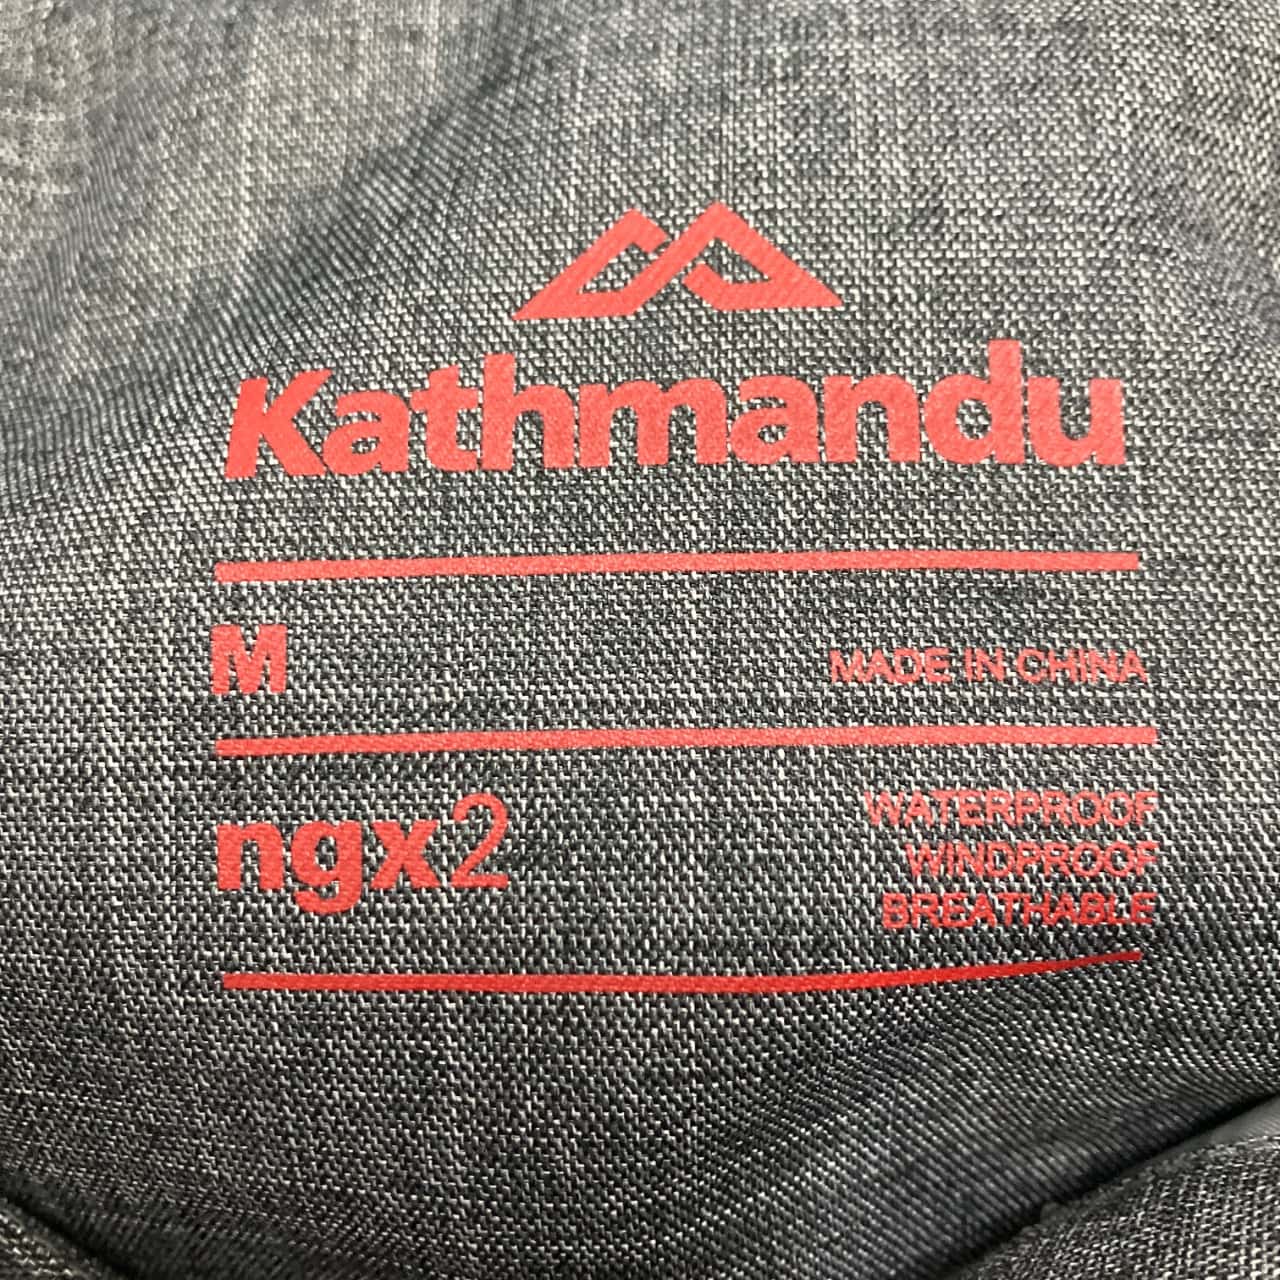 Kathmandu
M
MADE IN CHINA
ngx2
WATERPROOF
WINDPROOF
BREATHABLE